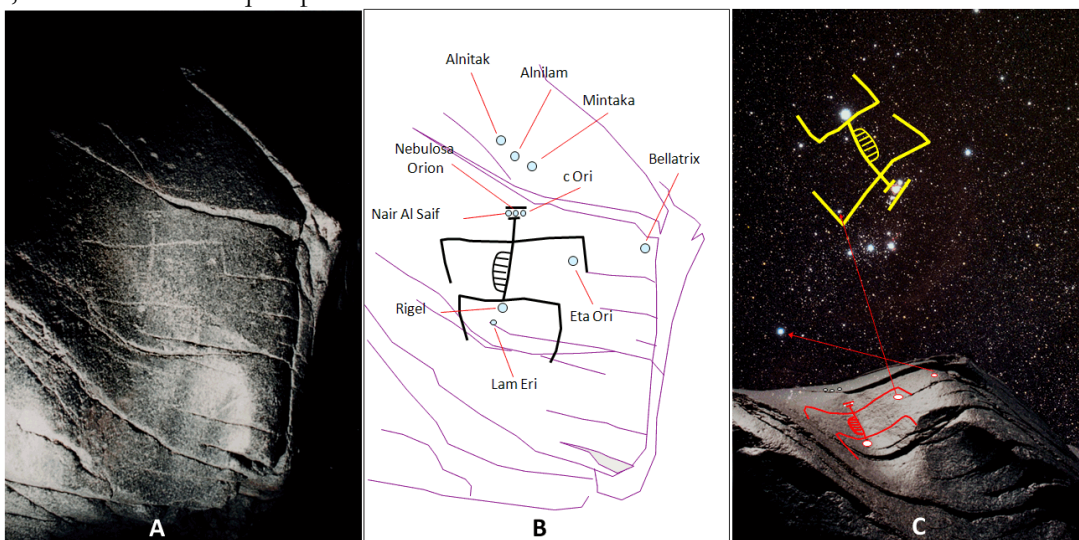 Alnitak
Alnilam
Mintaka
Nebulosa
Orion
c Ori
Bellatrix
Nair Al Saif
Rigel
Eta Ori
Lam Eri
A
B
C